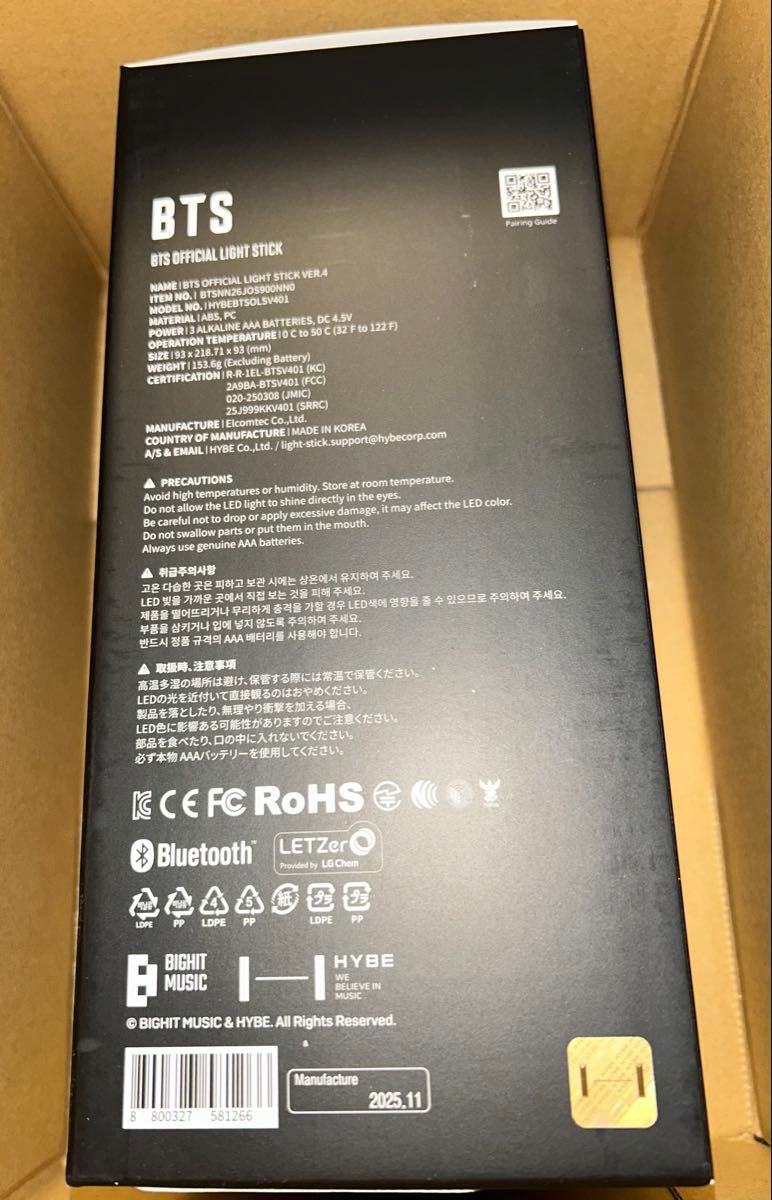 BTS
Pairing Guide
BTS OFFICIAL LIGHT STICK
NAME | BTS OFFICIAL LIGHT STICK VER.4
ITEM NO. | BTSNN26JOS900NN0
MODEL NO. | HYBEBTSOLSV401
MATERIAL | ABS, PC
POWER | 3 ALKALINE AAA BATTERIES, DC 4.5V
OPERATION TEMPERATURE | 0 C to 50 C (32 F to 122 F)
SIZE | 93 x 218.71 x 93 (mm)
WEIGHT | 153.6g (Excluding Battery)
CERTIFICATION | R-R-1EL-BTSV401 (KC)
2A9BA-BTSV401 (FCC)
020-250308 (JMIC)
25J999KKV401 (SRRC)
MANUFACTURE | Elcomtec Co., Ltd.
COUNTRY OF MANUFACTURE | MADE IN KOREA
A/S & EMAIL | HYBE Co., Ltd. / light-stick.support@hybecorp.com
PRECAUTIONS
Avoid high temperatures or humidity. Store at room temperature.
Do not allow the LED light to shine directly in the eyes.
Be careful not to drop or apply excessive damage, it may affect the LED color.
Do not swallow parts or put them in the mouth.
Always use genuine AAA batteries.
취급주의사항
고온 다습한 곳은 피하고 보관 시에는 상온에서 유지하여 주세요.
LED 빛을 가까운 곳에서 직접 보는 것을 피해 주세요.
제품을 떨어뜨리거나 무리하게 충격을 가할 경우 LED색에 영향을 줄 수 있으므로 주의하여 주세요.
부품을 삼키거나 입에 넣지 않도록 주의하여 주세요.
반드시 정품 규격의 AAA 배터리를 사용해야 합니다.
取扱時、注意事項
高温多湿の場所は避け、保管する際には常温で保管ください。
LEDの光を近付いて直接観るのはおやめください。
製品を落としたり、無理やり衝撃を加える場合、
LED色に影響ある可能性がありますのでご注意ください。
部品を食べたり、口の中に入れないでください。
必ず本物 AAAバッテリーを使用してください。
CE FC RoHS
Bluetooth™
LETZero
Provided by LG Chem
4 5 紙 プラ プラ
LDPE PP LDPE PP LDPE PP
BIGHIT
MUSIC
HYBE
WE
BELIEVE IN
MUSIC
© BIGHIT MUSIC & HYBE. All Rights Reserved.
8 800327 581266
Manufacture
2025.11